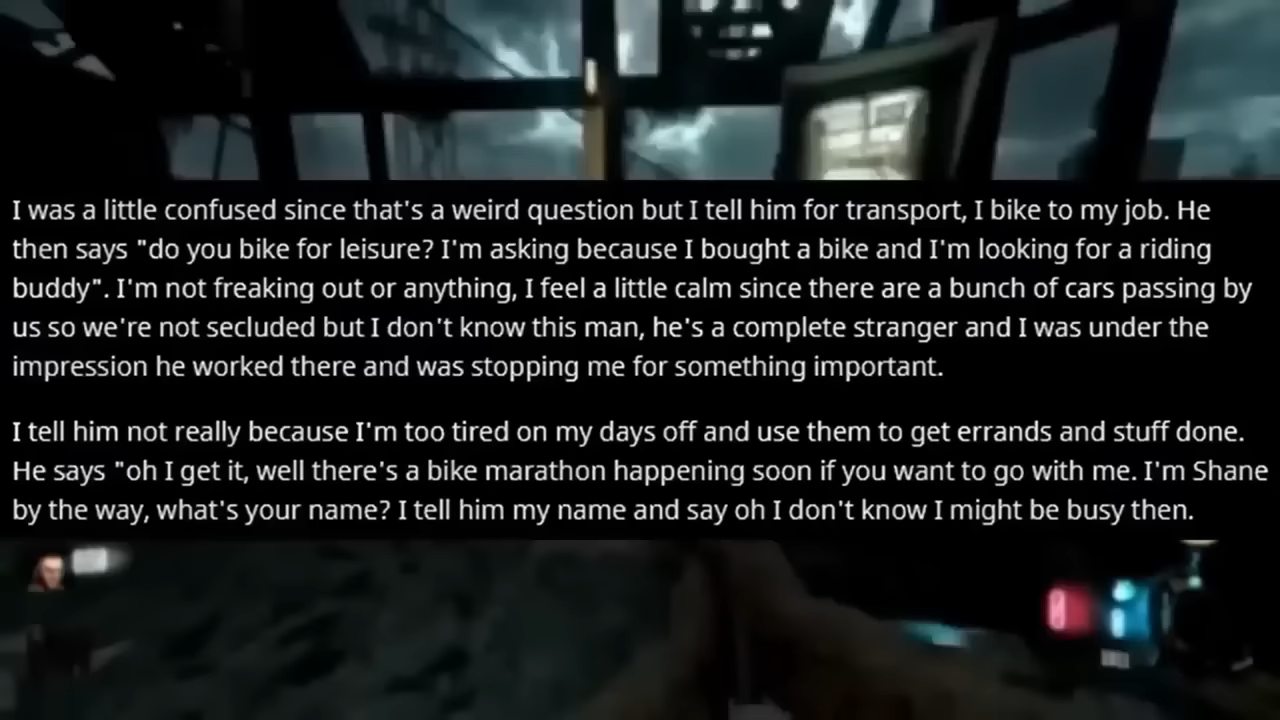 I was a little confused since that's a weird question but I tell him for transport, I bike to my job. He
then says "do you bike for leisure? I'm asking because I bought a bike and I'm looking for a riding
buddy". I'm not freaking out or anything, I feel a little calm since there are a bunch of cars passing by
us so we're not secluded but I don't know this man, he's a complete stranger and I was under the
impression he worked there and was stopping me for something important.
I tell him not really because I'm too tired on my days off and use them to get errands and stuff done.
He says "oh I get it, well there's a bike marathon happening soon if you want to go with me. I'm Shane
by the way, what's your name? I tell him my name and say oh I don't know I might be busy then.